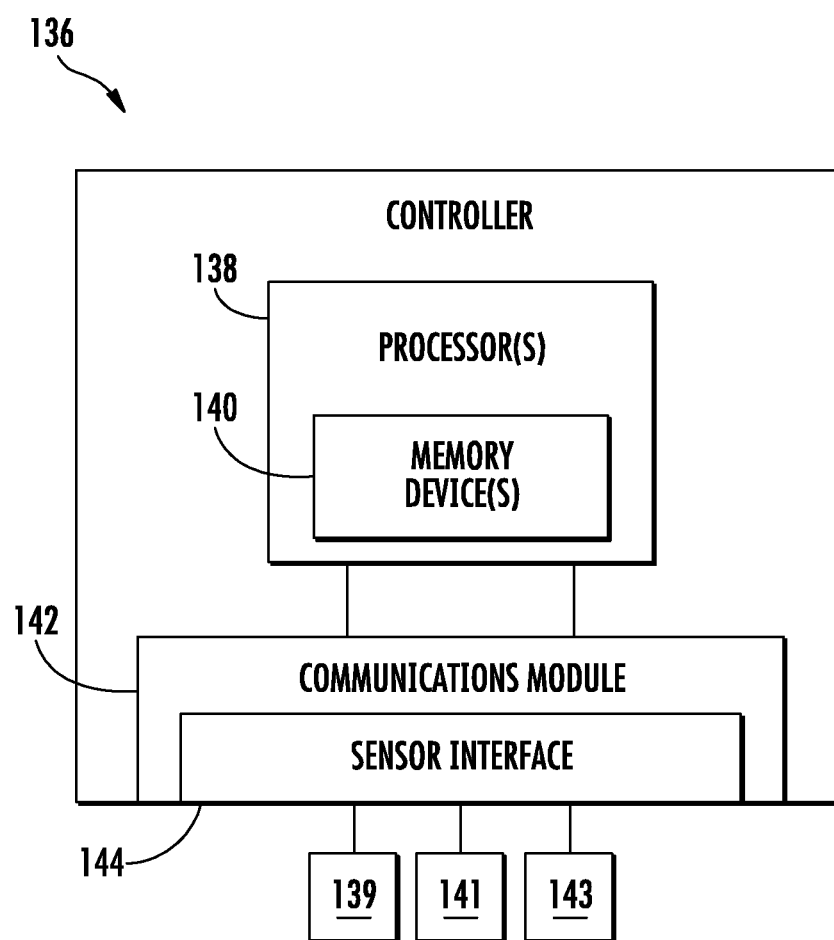 136
CONTROLLER
138
PROCESSOR(S)
140
MEMORY
DEVICE(S)
142
COMMUNICATIONS MODULE
SENSOR INTERFACE
144
139
141
143